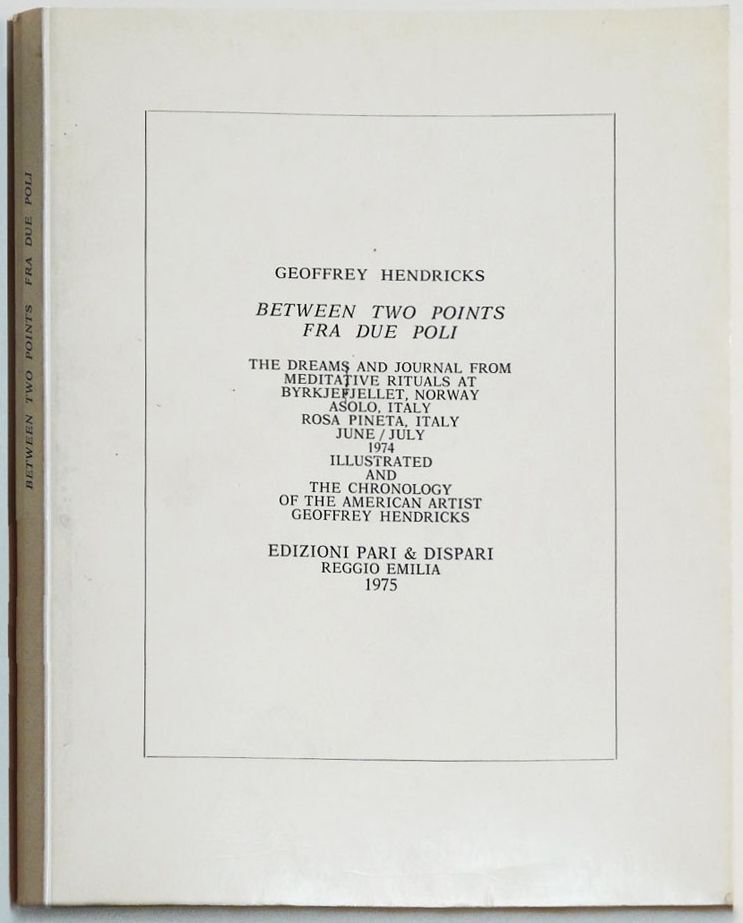 BETWEEN TWO POINTS FRA DUE POLI
GEOFFREY HENDRICKS
BETWEEN TWO POINTS
FRA DUE POLI
THE DREAMS AND JOURNAL FROM
MEDITATIVE RITUALS AT
BYRKJEFJELLET, NORWAY
ASOLO, ITALY
ROSA PINETA, ITALY
JUNE / JULY
1974
ILLUSTRATED
AND
THE CHRONOLOGY
OF THE AMERICAN ARTIST
GEOFFREY HENDRICKS
EDIZIONI PARI & DISPARI
REGGIO EMILIA
1975